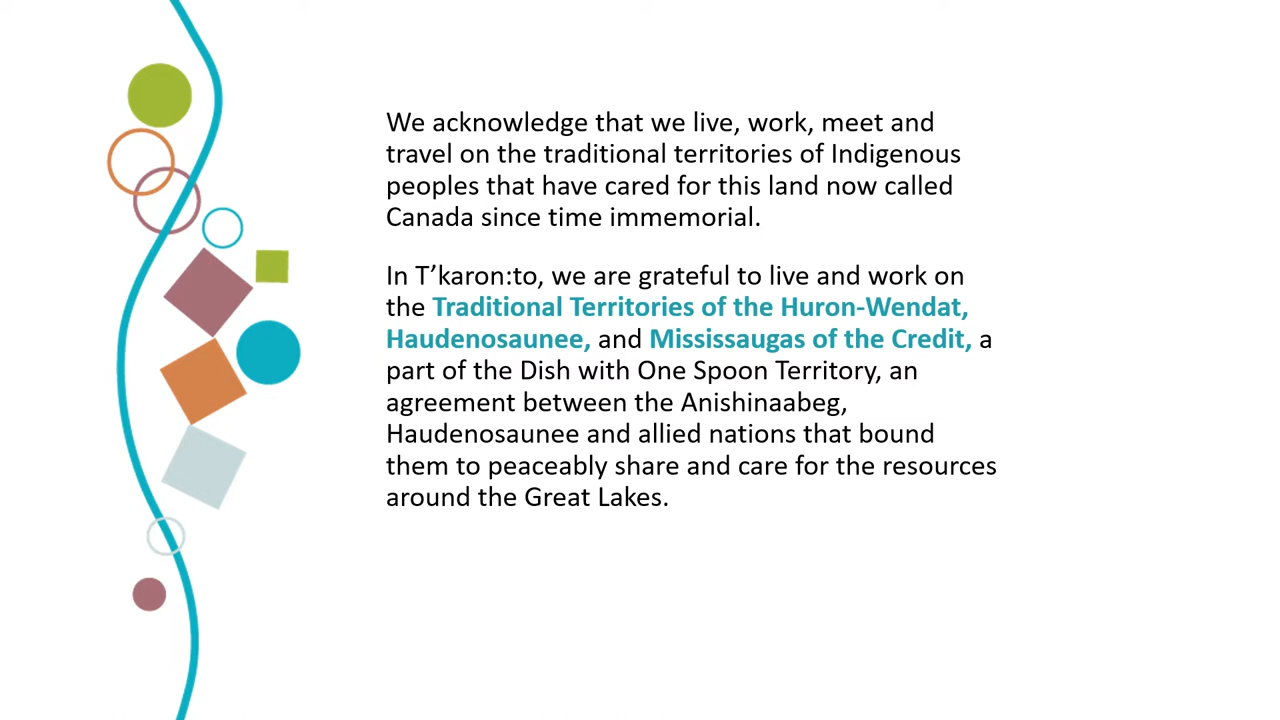 We acknowledge that we live, work, meet and
travel on the traditional territories of Indigenous
peoples that have cared for this land now called
Canada since time immemorial.
In T’karon:to, we are grateful to live and work on
the Traditional Territories of the Huron-Wendat,
Haudenosaunee, and Mississaugas of the Credit, a
part of the Dish with One Spoon Territory, an
agreement between the Anishinaabeg,
Haudenosaunee and allied nations that bound
them to peaceably share and care for the resources
around the Great Lakes.